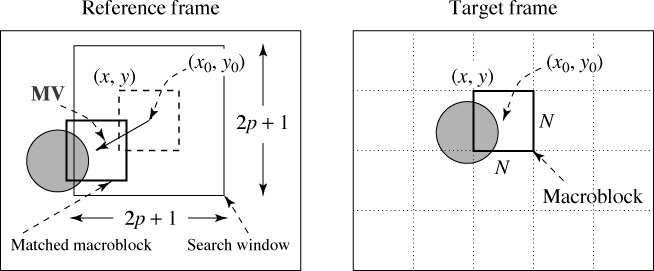 Reference frame
Target frame
(x, y)
(x₀, y₀)
MV
2p + 1
2p + 1
Matched macroblock
Search window
(x, y)
(x₀, y₀)
N
N
Macroblock